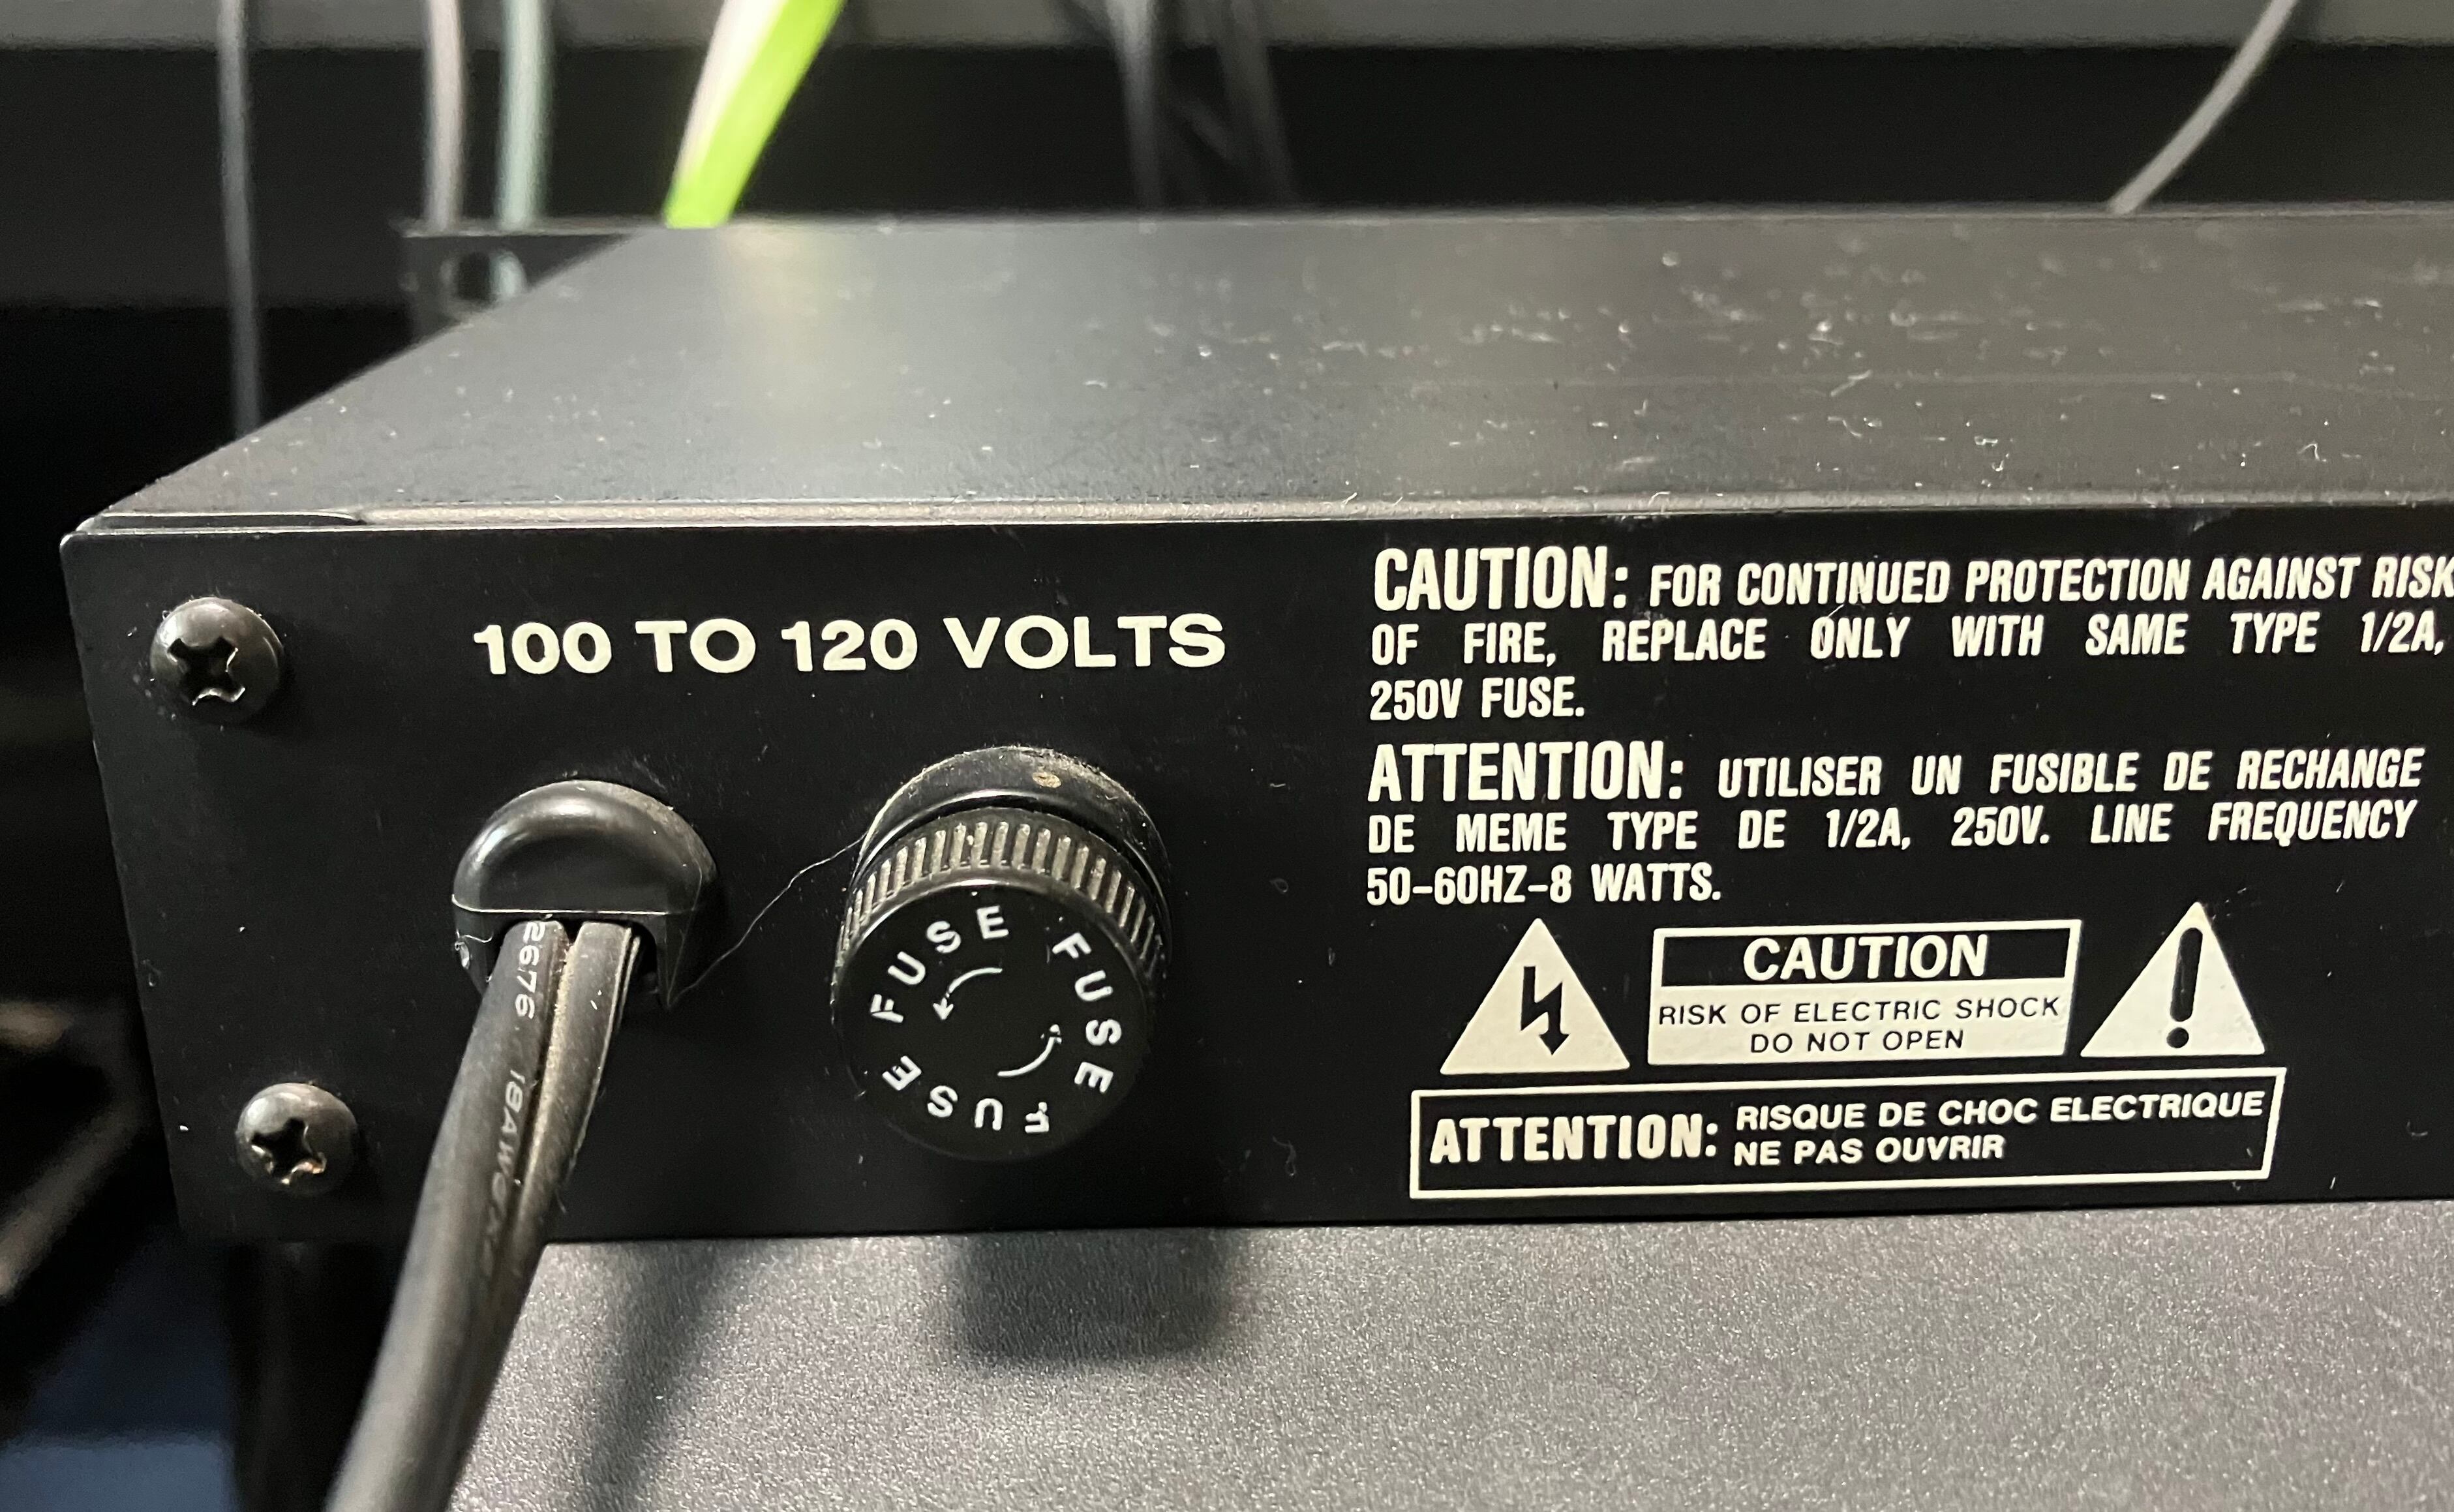 100 TO 120 VOLTS
CAUTION: FOR CONTINUED PROTECTION AGAINST RISK
OF FIRE, REPLACE ONLY WITH SAME TYPE 1/2A,
250V FUSE.
ATTENTION: UTILISER UN FUSIBLE DE RECHANGE
DE MEME TYPE DE 1/2A, 250V. LINE FREQUENCY
50-60HZ-8 WATTS.
CAUTION
RISK OF ELECTRIC SHOCK
DO NOT OPEN
ATTENTION: RISQUE DE CHOC ELECTRIQUE
NE PAS OUVRIR
FUSE FUSE FUSE
2676 18AWG